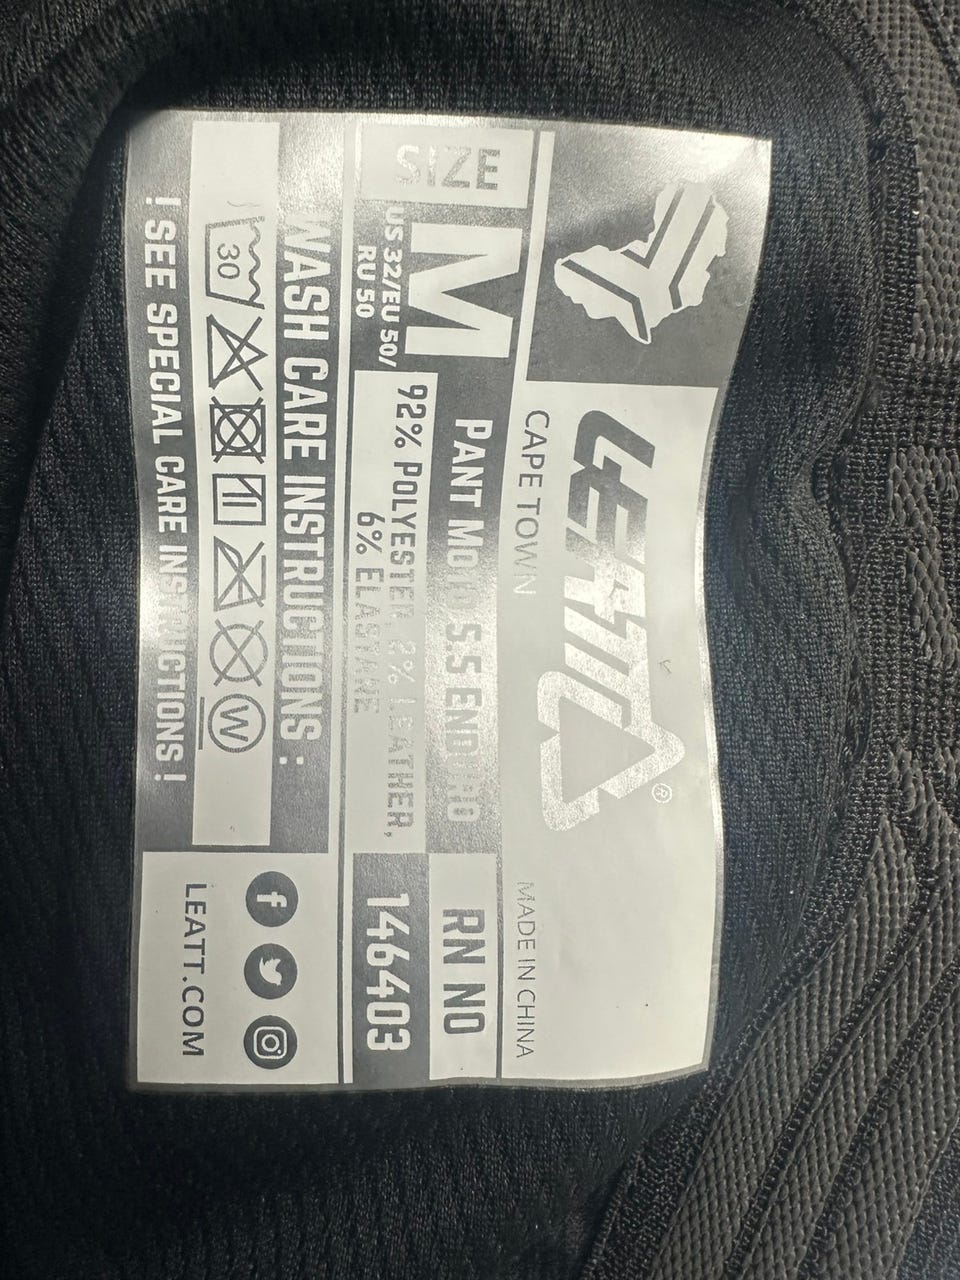 LEATT
®
CAPE TOWN
MADE IN CHINA
SIZE
M
US 32/EU 50/
RU 50
PANT MOTO 5.5 ENDURO
92% POLYESTER, 2% LEATHER,
6% ELASTANE
RN NO
146403
WASH CARE INSTRUCTIONS :
30
W
! SEE SPECIAL CARE INSTRUCTIONS!
LEATT.COM